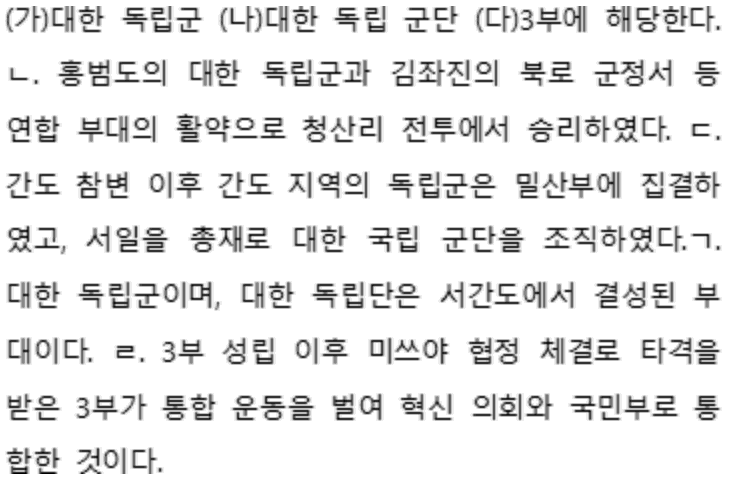 (가)대한 독립군 (나)대한 독립 군단 (다)3부에 해당한다.
ㄴ. 홍범도의 대한 독립군과 김좌진의 북로 군정서 등
연합 부대의 활약으로 청산리 전투에서 승리하였다. ㄷ.
간도 참변 이후 간도 지역의 독립군은 밀산부에 집결하
였고, 서일을 총재로 대한 국립 군단을 조직하였다.ㄱ.
대한 독립군이며, 대한 독립단은 서간도에서 결성된 부
대이다. ㄹ. 3부 성립 이후 미쓰야 협정 체결로 타격을
받은 3부가 통합 운동을 벌여 혁신 의회와 국민부로 통
합한 것이다.